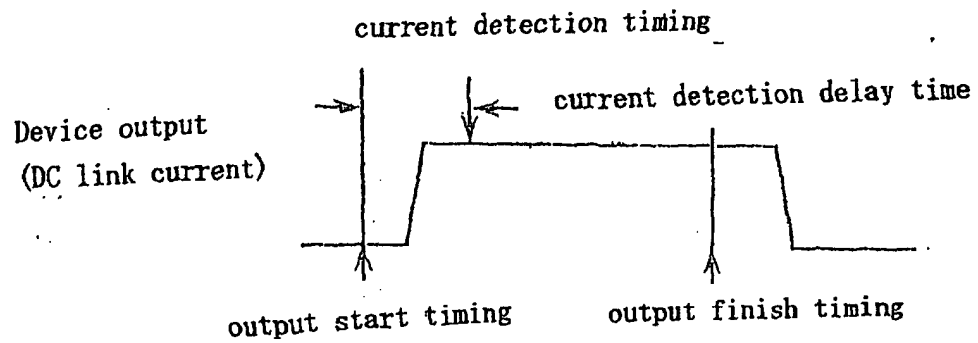 current detection timing
current detection delay time
Device output
(DC link current)
output start timing
output finish timing